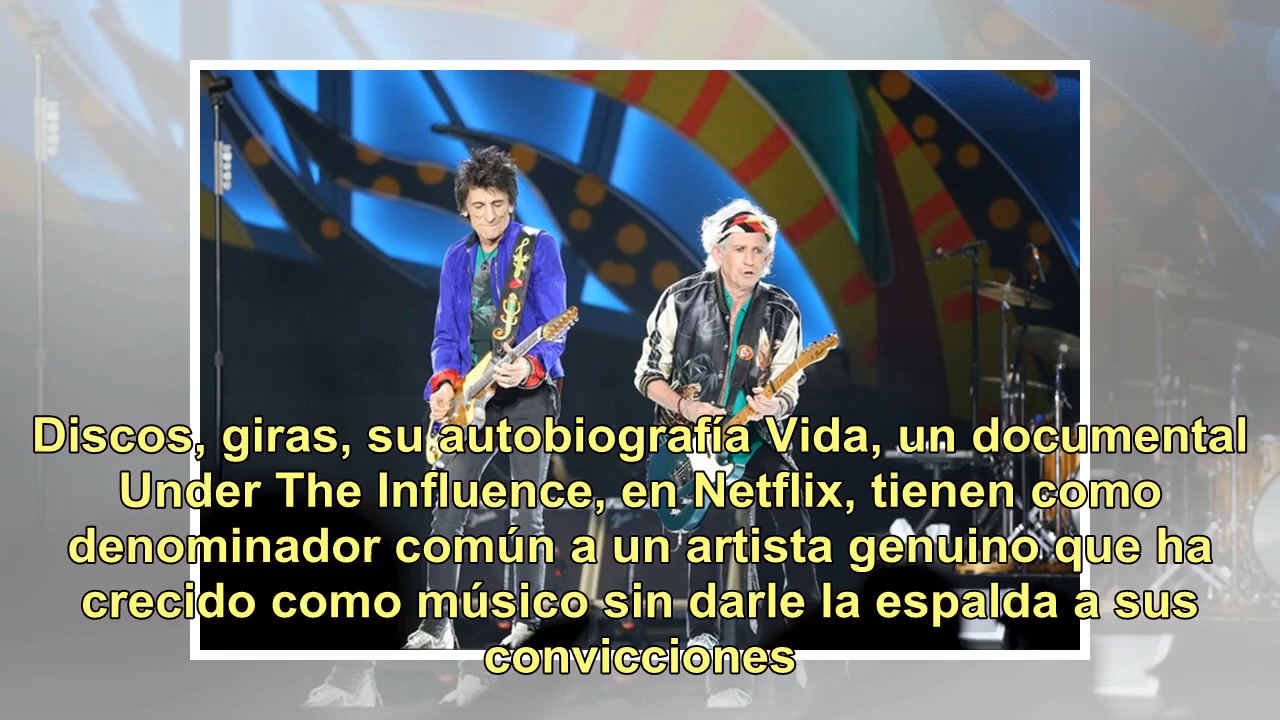 Discos, giras, su autobiografía Vida, un documental
Under The Influence, en Netflix, tienen como
denominador común a un artista genuino que ha
crecido como músico sin darle la espalda a sus
convicciones